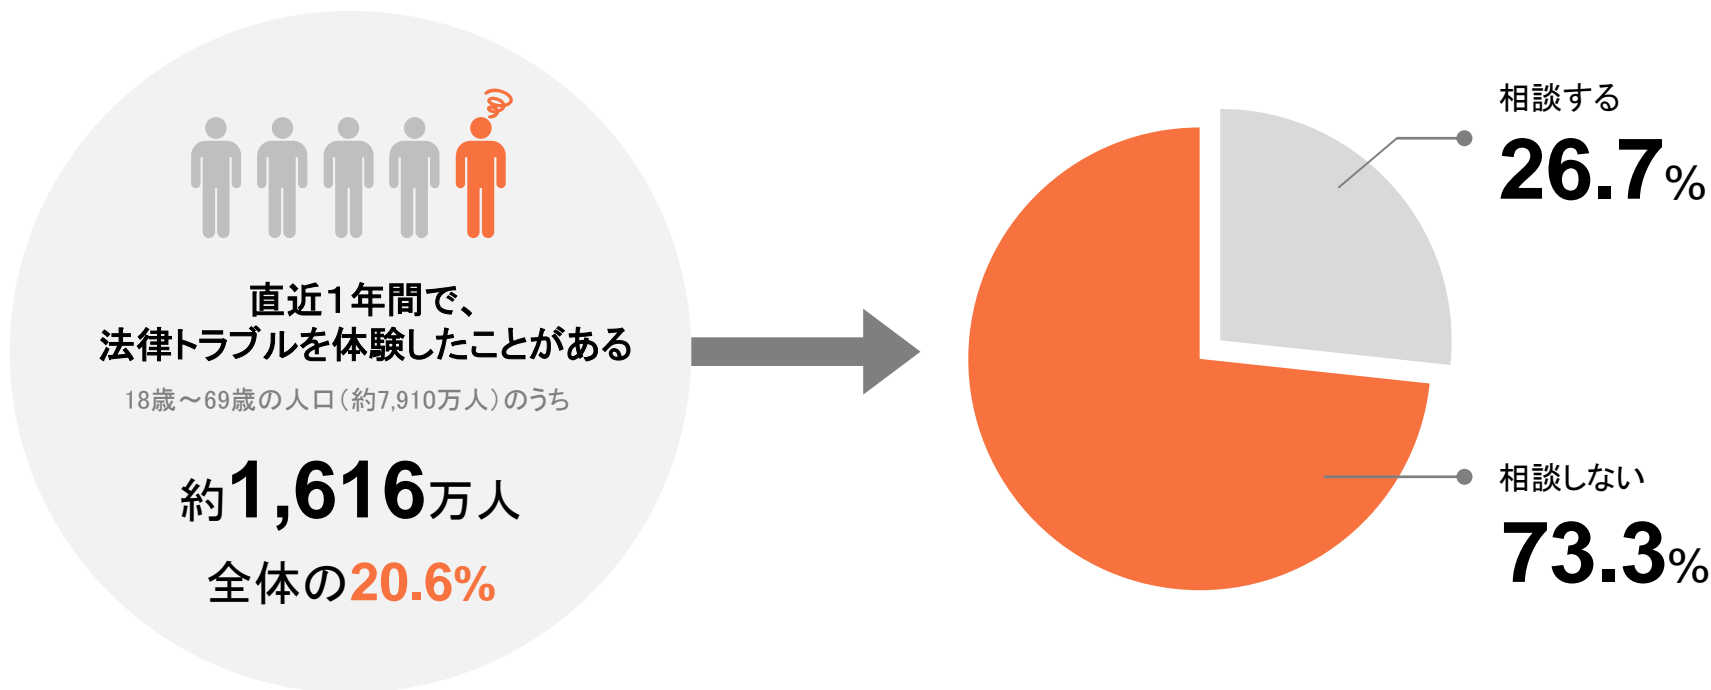 直近１年間で、
法律トラブルを体験したことがある
18歳～69歳の人口（約7,910万人）のうち
約1,616万人
全体の20.6%
相談する
26.7%
相談しない
73.3%